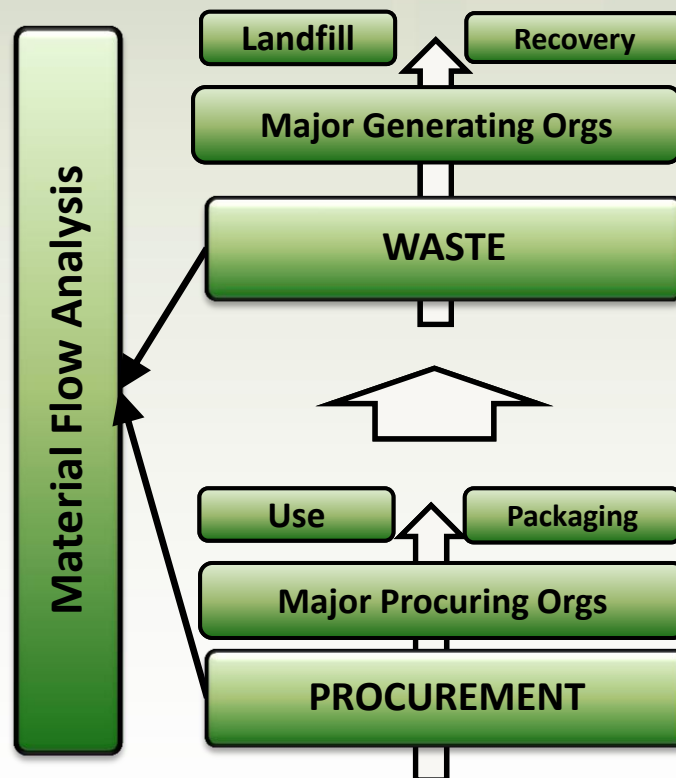 Landfill
Recovery
Major Generating Orgs
WASTE
Material Flow Analysis
Use
Packaging
Major Procuring Orgs
PROCUREMENT